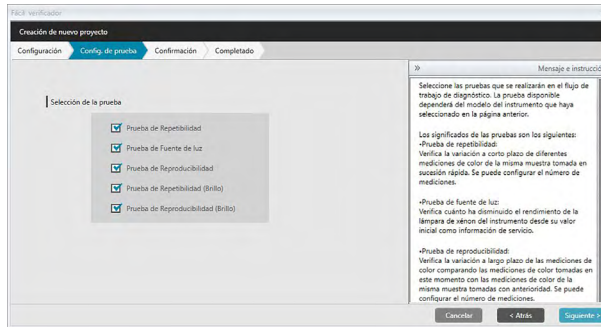 Fácil verificador
Creación de nuevo proyecto
Configuración
Config. de prueba
Confirmación
Completado
Selección de la prueba
Prueba de Repetibilidad
Prueba de Fuente de luz
Prueba de Reproducibilidad
Prueba de Repetibilidad (Brillo)
Prueba de Reproducibilidad (Brillo)
» Mensaje e instrucció
Seleccione las pruebas que se realizarán en el flujo de
trabajo de diagnóstico. La prueba disponible
dependerá del modelo del instrumento que haya
seleccionado en la página anterior.
Los significados de las pruebas son los siguientes:
•Prueba de repetibilidad:
Verifica la variación a corto plazo de diferentes
mediciones de color de la misma muestra tomada en
sucesión rápida. Se puede configurar el número de
mediciones.
•Prueba de fuente de luz:
Verifica cuánto ha disminuido el rendimiento de la
lámpara de xénon del instrumento desde su valor
inicial como información de servicio.
•Prueba de reproducibilidad:
Verifica la variación a largo plazo de las mediciones de
color comparando las mediciones de color tomadas en
este momento con las mediciones de color de la
misma muestra tomadas con anterioridad. Se puede
configurar el número de mediciones.
Cancelar
< Atrás
Siguiente >